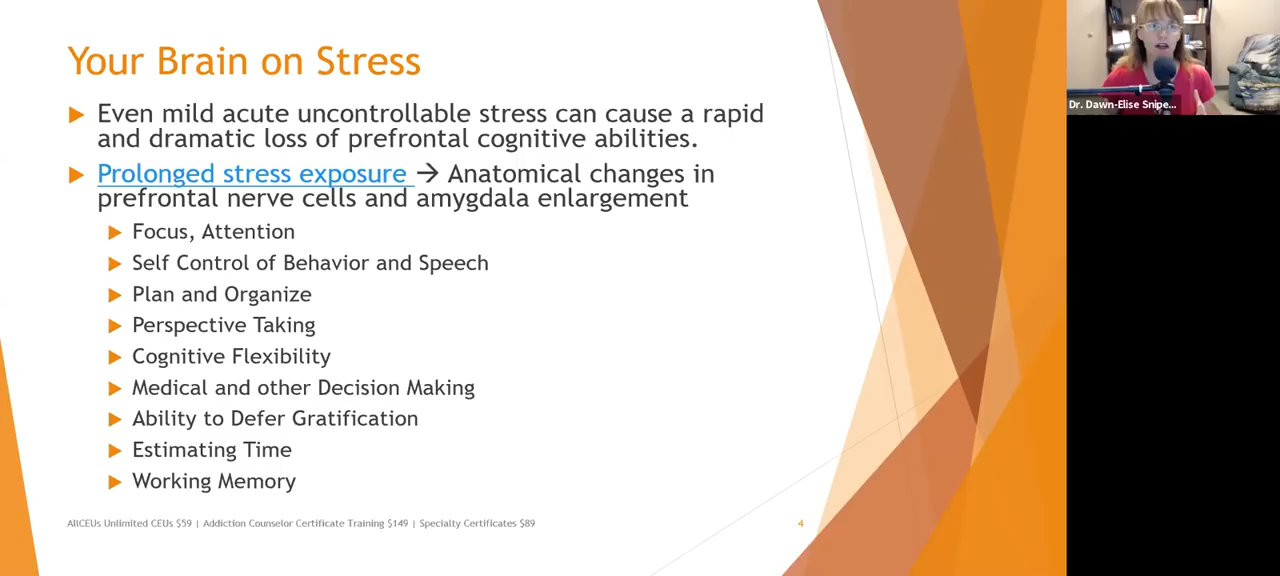 Your Brain on Stress
Even mild acute uncontrollable stress can cause a rapid
and dramatic loss of prefrontal cognitive abilities.
Prolonged stress exposure → Anatomical changes in
prefrontal nerve cells and amygdala enlargement
Focus, Attention
Self Control of Behavior and Speech
Plan and Organize
Perspective Taking
Cognitive Flexibility
Medical and other Decision Making
Ability to Defer Gratification
Estimating Time
Working Memory
AllCEUs Unlimited CEUs $59 | Addiction Counselor Certificate Training $149 | Specialty Certificates $89
4
Dr. Dawn-Elise Snipe...